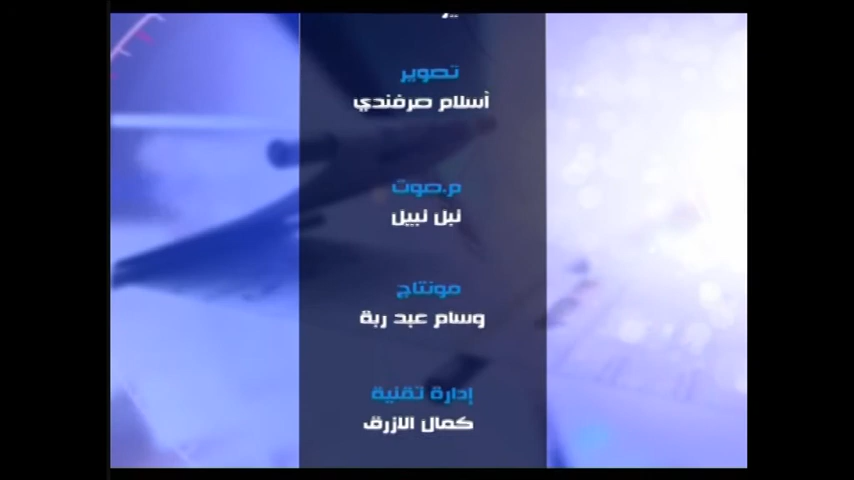 تصوير
أسلام صرفندي
م.صوت
نبل نبيل
مونتاج
وسام عبد ربة
إدارة تقنية
كمال الازرق